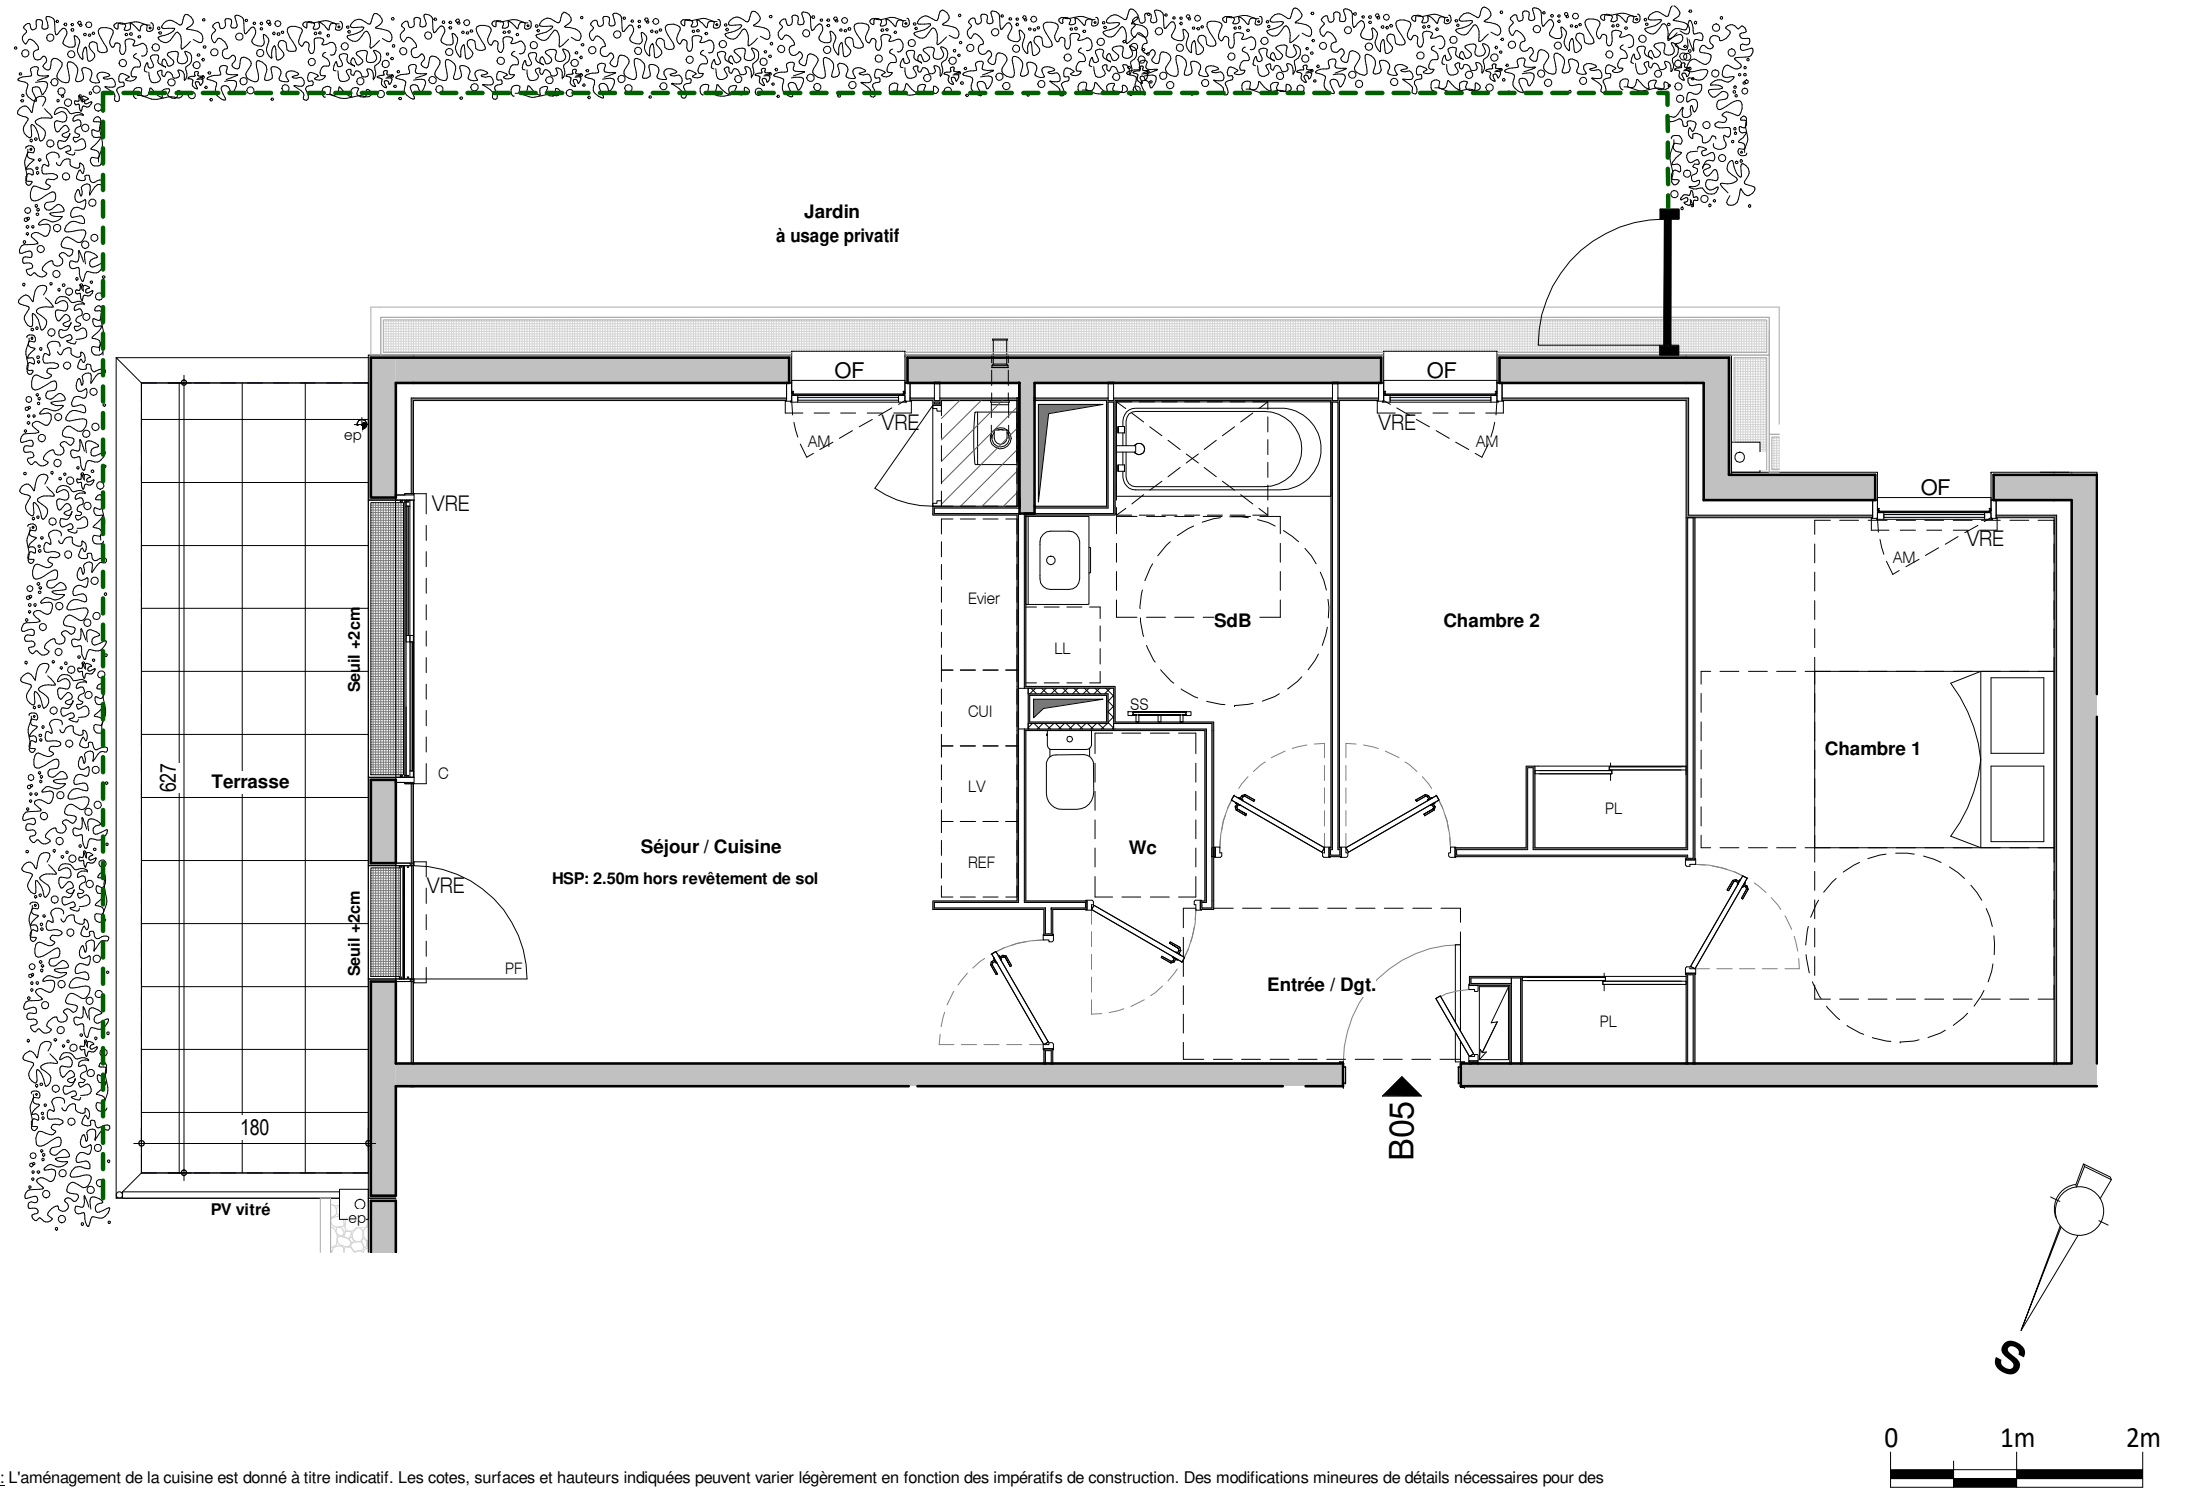 Jardin
à usage privatif
OF
OF
OF
VRE
AM
VRE
AM
VRE
AM
ep
VRE
Seuil +2cm
Evier
SdB
Chambre 2
LL
CUI
SS
Chambre 1
C
627
Terrasse
LV
PL
Séjour / Cuisine
Wc
REF
HSP: 2.50m hors revêtement de sol
VRE
Seuil +2cm
PF
Entrée / Dgt.
PL
180
B05
PV vitré
ep
S
0 1m 2m
: L'aménagement de la cuisine est donné à titre indicatif. Les cotes, surfaces et hauteurs indiquées peuvent varier légèrement en fonction des impératifs de construction. Des modifications mineures de détails nécessaires pour des